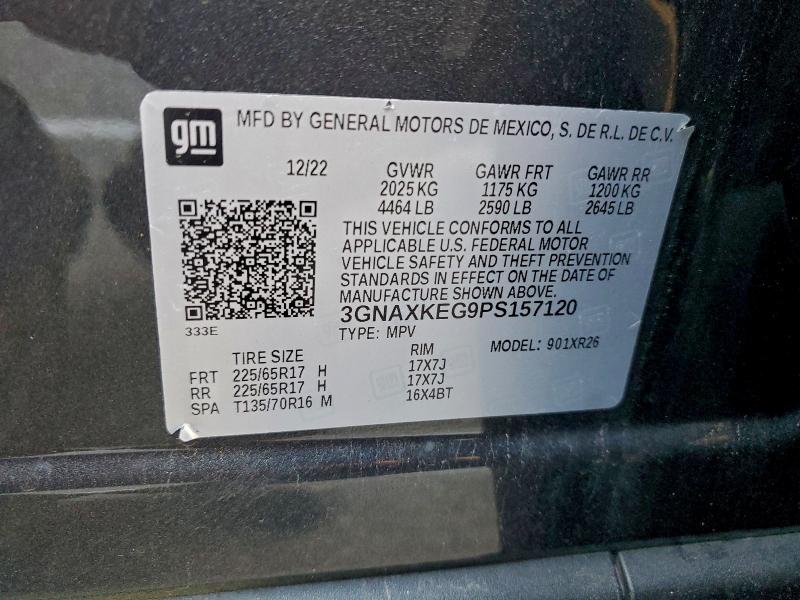 gm MFD BY GENERAL MOTORS DE MEXICO, S. DE R.L. DE C.V.
12/22 GVWR GAWR FRT GAWR RR
2025 KG 1175 KG 1200 KG
4464 LB 2590 LB 2645 LB
THIS VEHICLE CONFORMS TO ALL
APPLICABLE U.S. FEDERAL MOTOR
VEHICLE SAFETY AND THEFT PREVENTION
STANDARDS IN EFFECT ON THE DATE OF
MANUFACTURE SHOWN ABOVE.
3GNAXKEG9PS157120
333E
TYPE: MPV MODEL: 901XR26
TIRE SIZE RIM
FRT 225/65R17 H 17X7J
RR 225/65R17 H 17X7J
SPA T135/70R16 M 16X4BT